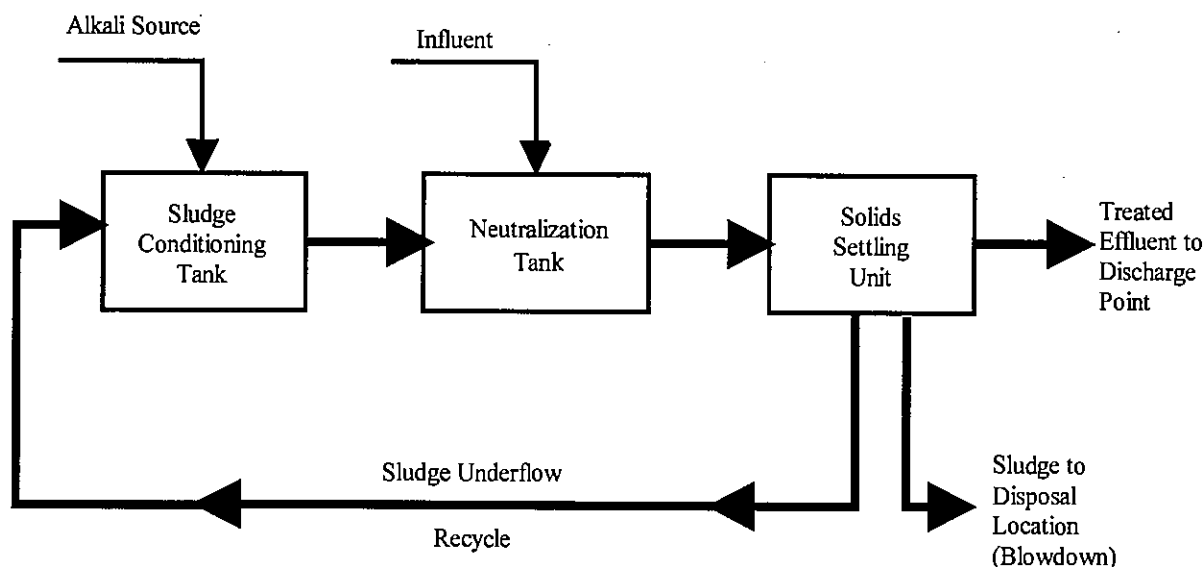 Alkali Source
Influent
Sludge
Conditioning
Tank
Neutralization
Tank
Solids
Settling
Unit
Treated
Effluent to
Discharge
Point
Sludge Underflow
Recycle
Sludge to
Disposal
Location
(Blowdown)